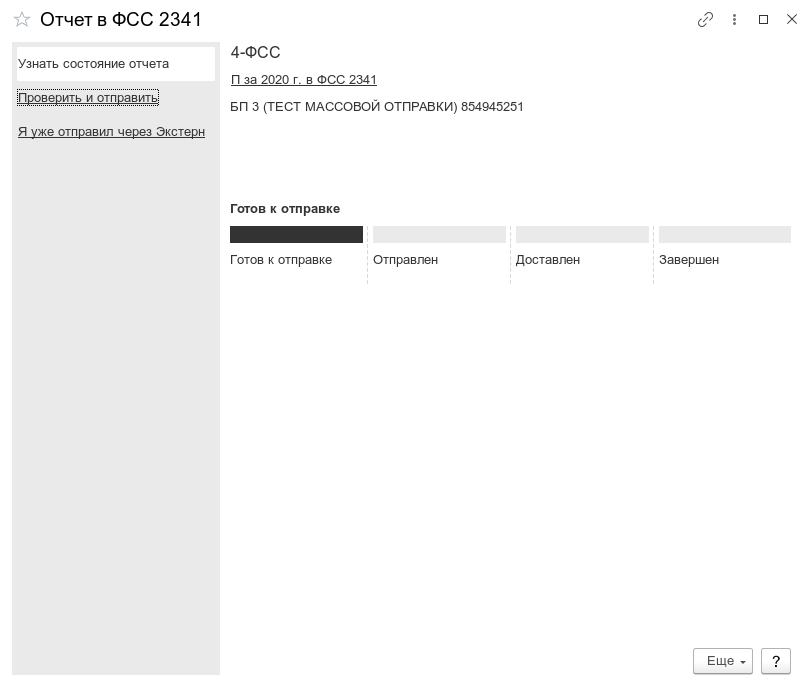 Отчет в ФСС 2341
Узнать состояние отчета
Проверить и отправить
Я уже отправил через Экстерн
4-ФСС
П за 2020 г. в ФСС 2341
БП 3 (ТЕСТ МАССОВОЙ ОТПРАВКИ) 854945251
Готов к отправке
Готов к отправке
Отправлен
Доставлен
Завершен
Еще
?